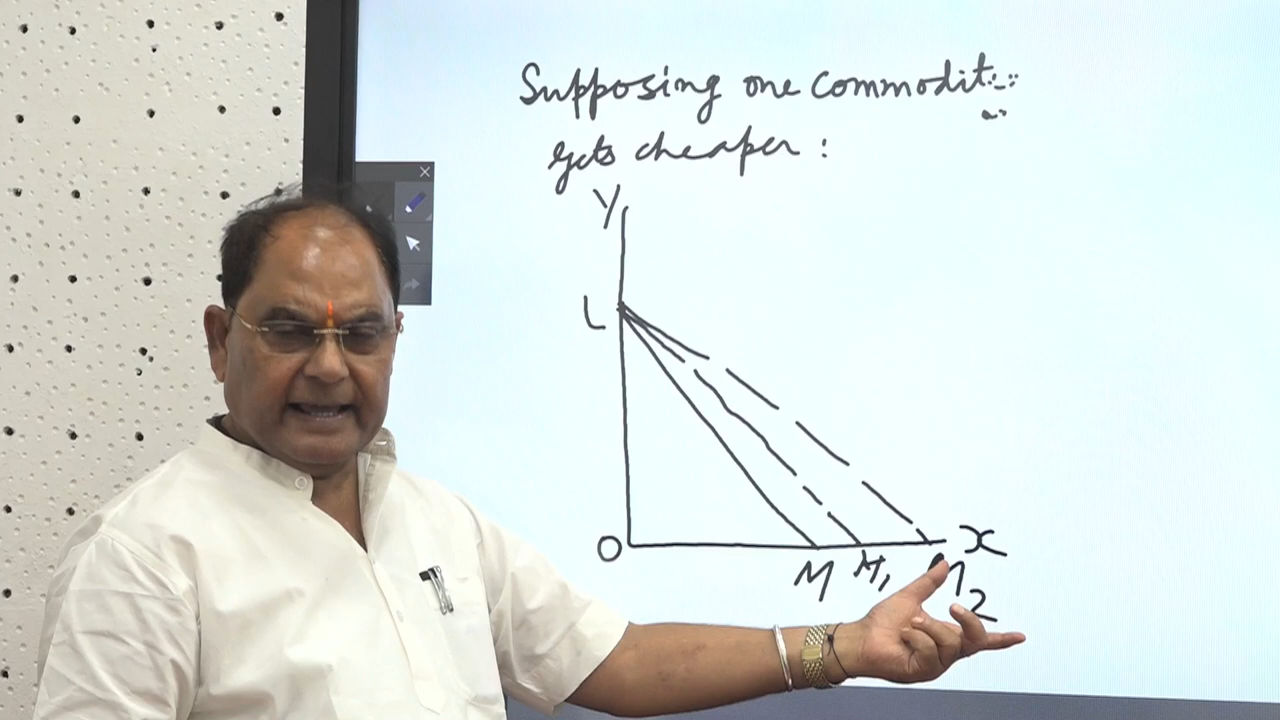 Supposing one commodit
gets cheaper :
Y
L
O
X
M
M1
M2